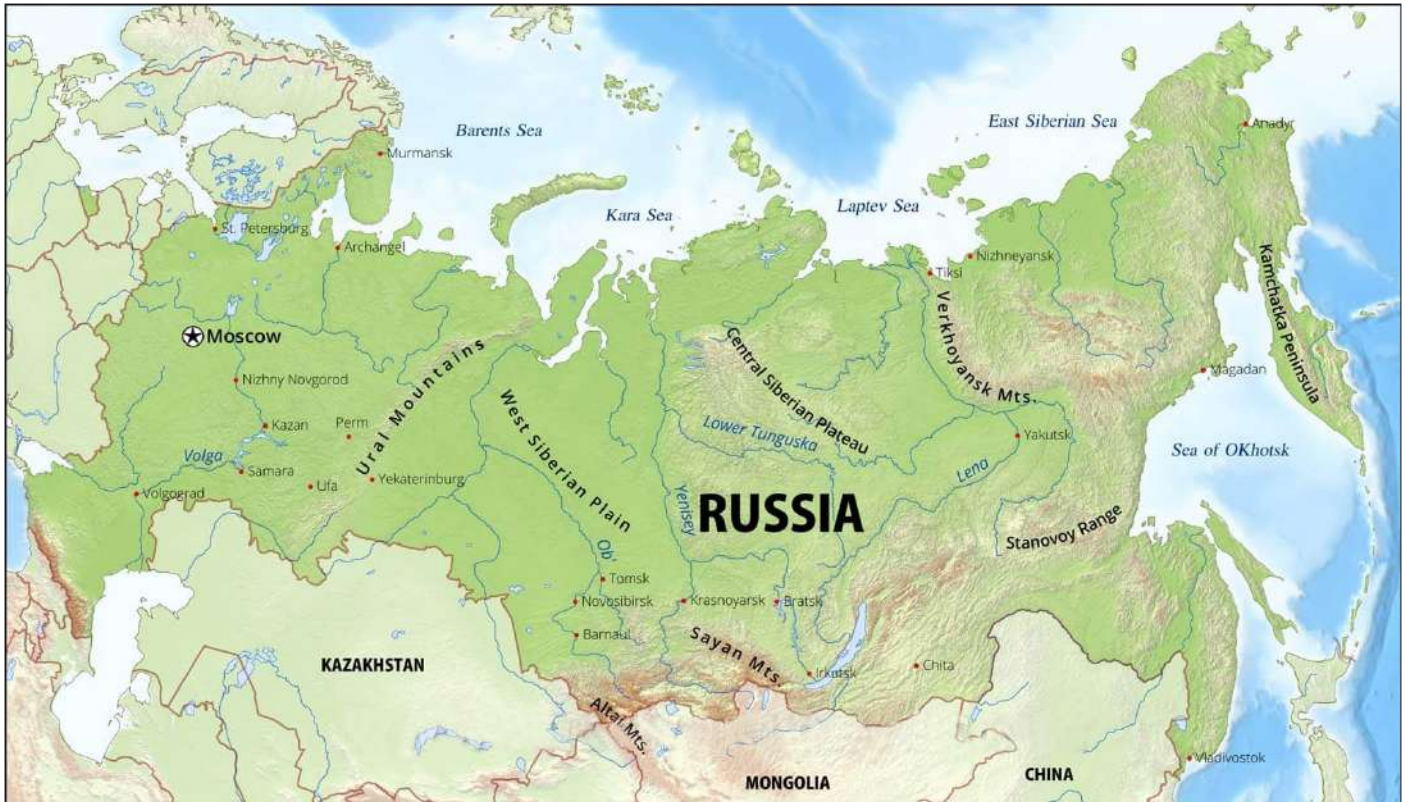 Barents Sea
East Siberian Sea
Anadyr
Murmansk
Kara Sea
Laptev Sea
St. Petersburg
Archangel
Nizhneyansk
Tiksi
Kamchatka Peninsula
Moscow
Ural Mountains
Central Siberian Plateau
Verkhoyansk Mts.
Magadan
Nizhny Novgorod
West Siberian Plain
Kazan
Perm
Lower Tunguska
Yakutsk
Volga
Samara
Ufa
Yekaterinburg
Lena
Sea of OKhotsk
Volgograd
Yenisey
RUSSIA
Stanovoy Range
Ob'
Tomsk
Novosibirsk
Krasnoyarsk
Bratsk
Barnaul
Sayan Mts.
KAZAKHSTAN
Irkutsk
Chita
Altai Mts.
Vladivostok
MONGOLIA
CHINA